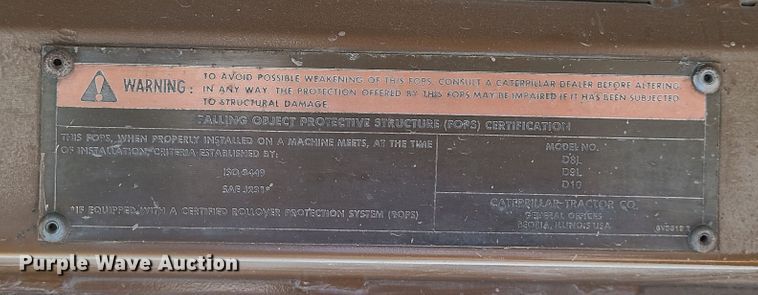 WARNING:
TO AVOID POSSIBLE WEAKENING OF THIS FOPS, CONSULT A CATERPILLAR DEALER BEFORE ALTERING
IN ANY WAY. THE PROTECTION OFFERED BY THIS FOPS MAY BE IMPAIRED IF IT HAS BEEN SUBJECTED
TO STRUCTURAL DAMAGE
FALLING OBJECT PROTECTIVE STRUCTURE (FOPS) CERTIFICATION
THIS FOPS, WHEN PROPERLY INSTALLED ON A MACHINE MEETS, AT THE TIME
OF INSTALLATION, CRITERIA ESTABLISHED BY:
ISO 3449
SAE J231*
*IF EQUIPPED WITH A CERTIFIED ROLLOVER PROTECTION SYSTEM (ROPS)
MODEL NO.
D8L
D9L
D10
CATERPILLAR TRACTOR CO.
GENERAL OFFICES
PEORIA, ILLINOIS USA
Purple Wave Auction